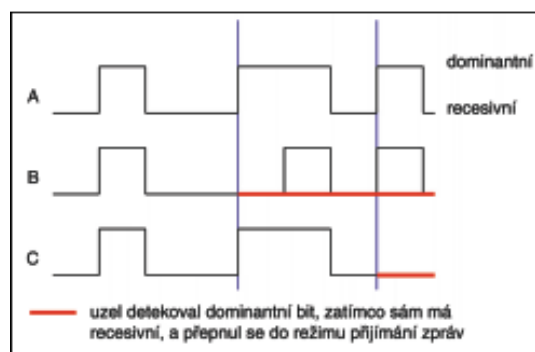 dominantní
A
recesivní
B
C
uzel detekoval dominantní bit, zatímco sám má
recesivní, a přepnul se do režimu přijímání zpráv